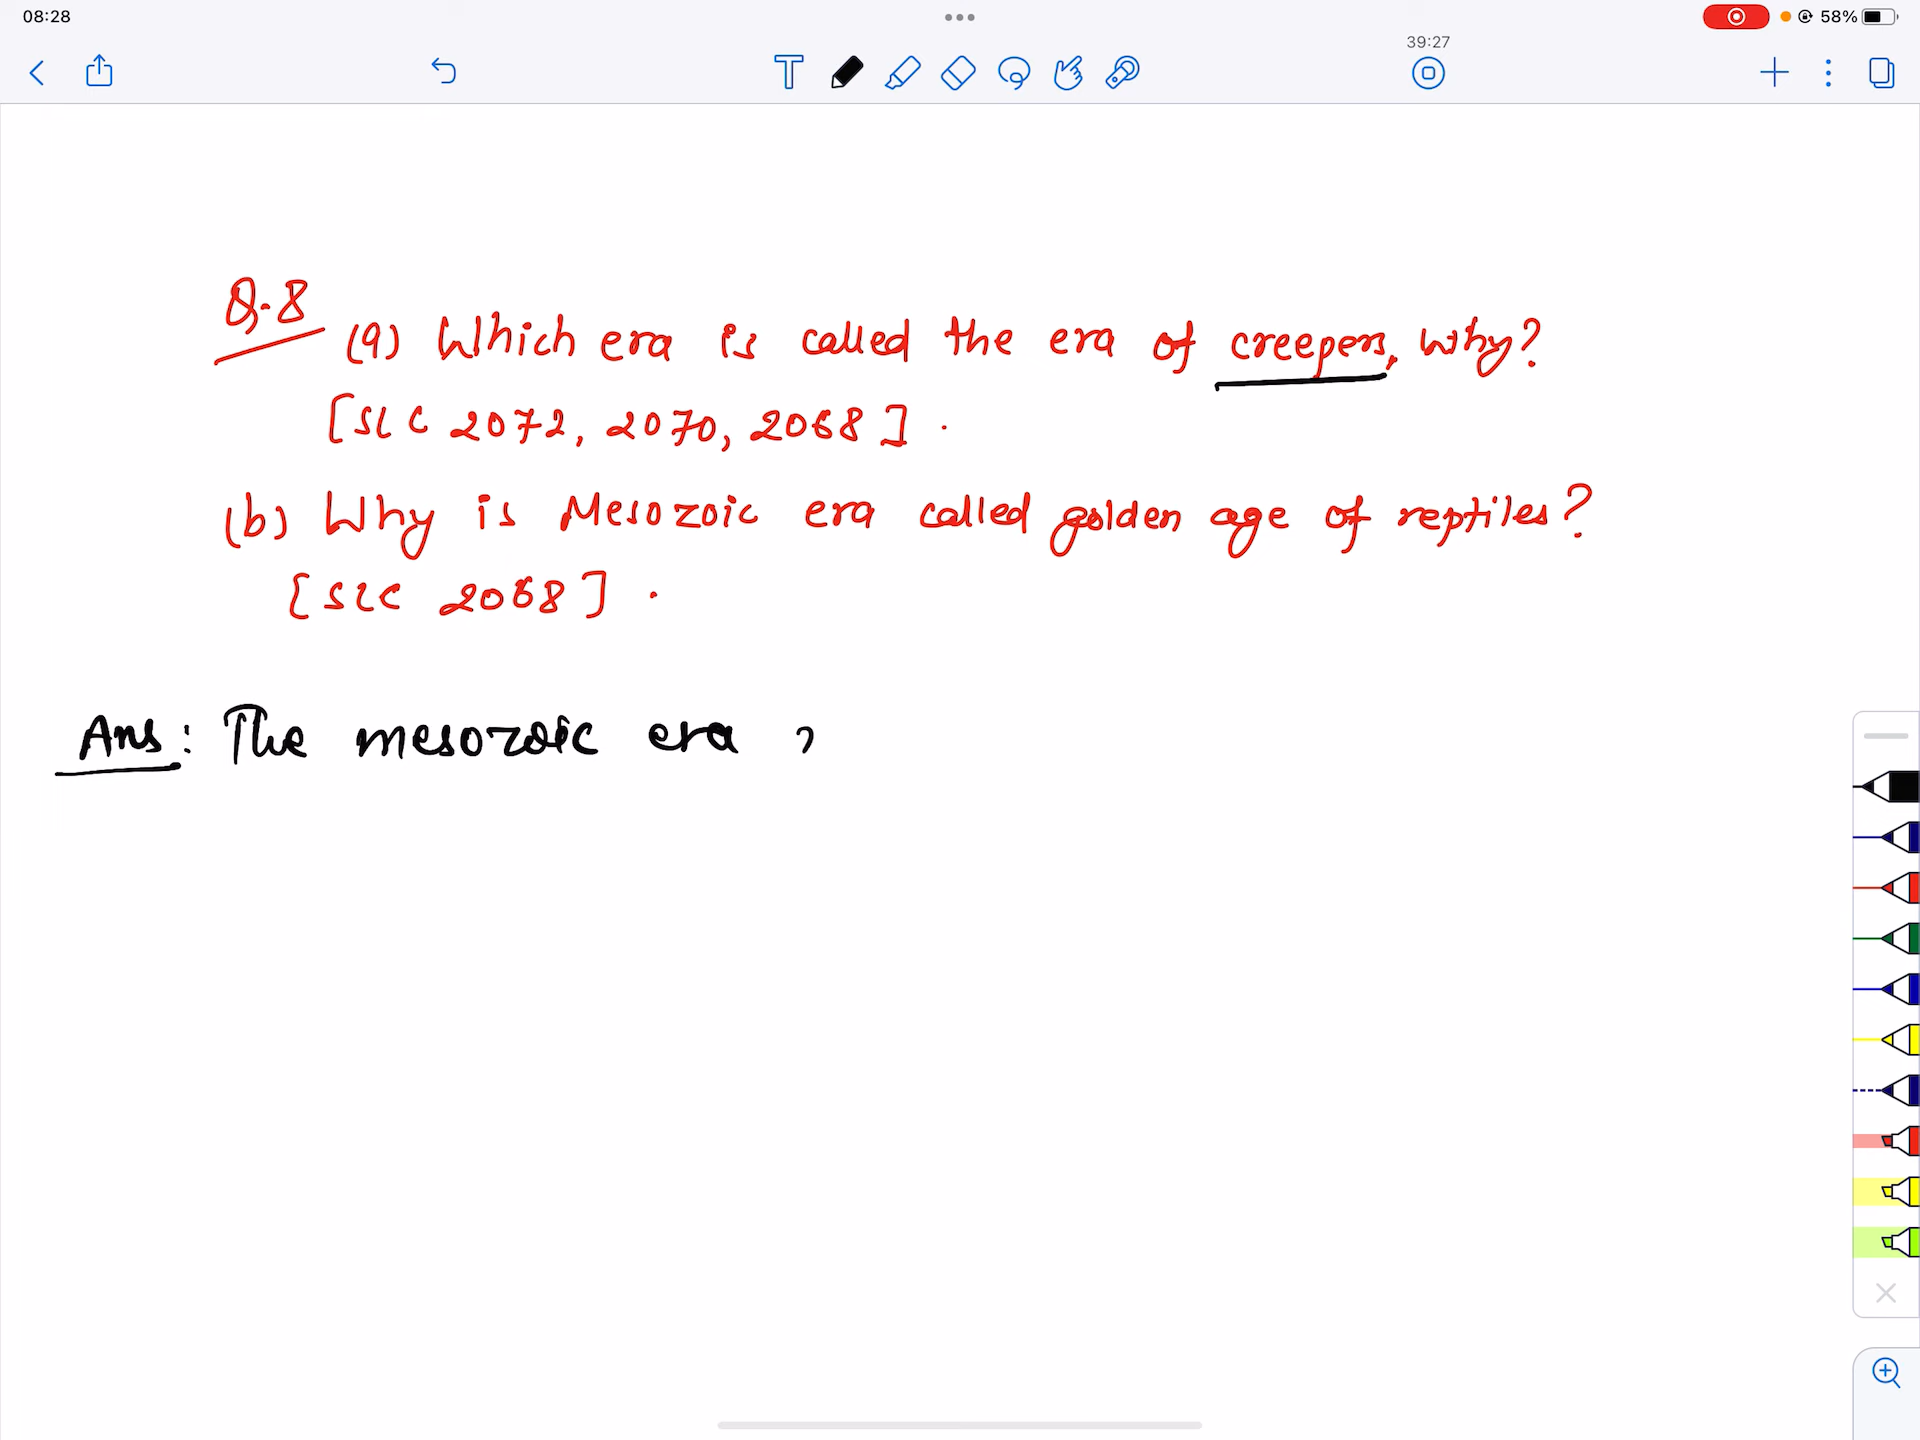 08:28
58%
39:27
T
Q.8
(a) Which era is called the era of creepers, why?
[SLC 2072, 2070, 2068].
(b) Why is Mesozoic era called golden age of reptiles?
[SLC 2068].
Ans: The mesozoic era